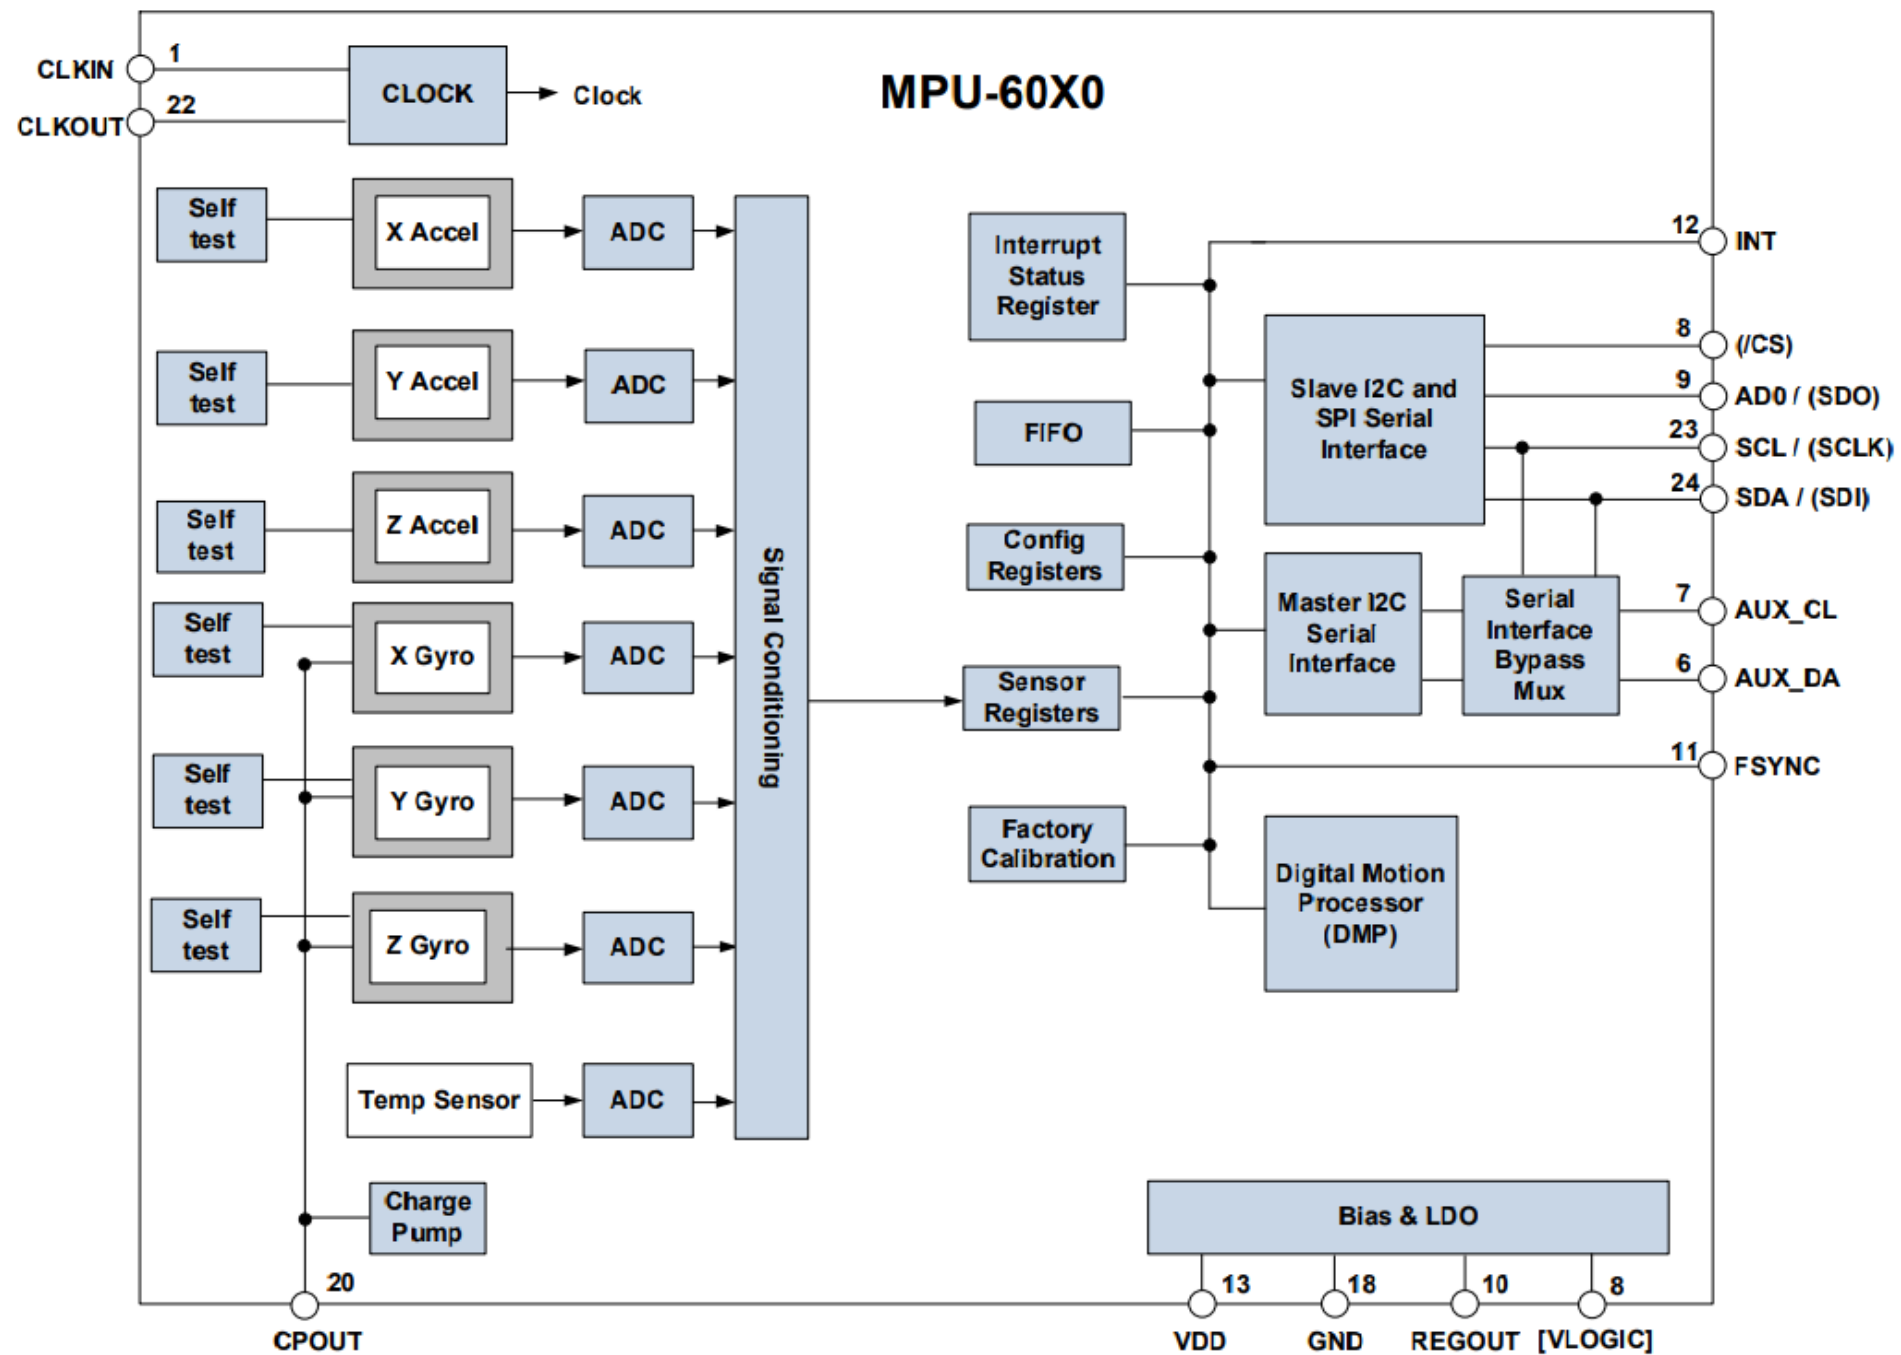 MPU-60X0
CLKIN
1
CLKOUT
22
CLOCK
Clock
Self
test
X Accel
ADC
Self
test
Y Accel
ADC
Self
test
Z Accel
ADC
Self
test
X Gyro
ADC
Self
test
Y Gyro
ADC
Self
test
Z Gyro
ADC
Temp Sensor
ADC
Charge
Pump
20
CPOUT
Signal Conditioning
Interrupt
Status
Register
FIFO
Config
Registers
Sensor
Registers
Factory
Calibration
Slave I2C and
SPI Serial
Interface
Master I2C
Serial
Interface
Serial
Interface
Bypass
Mux
Digital Motion
Processor
(DMP)
12
INT
8
(/CS)
9
AD0 / (SDO)
23
SCL / (SCLK)
24
SDA / (SDI)
7
AUX_CL
6
AUX_DA
11
FSYNC
Bias & LDO
13
VDD
18
GND
10
REGOUT
8
[VLOGIC]